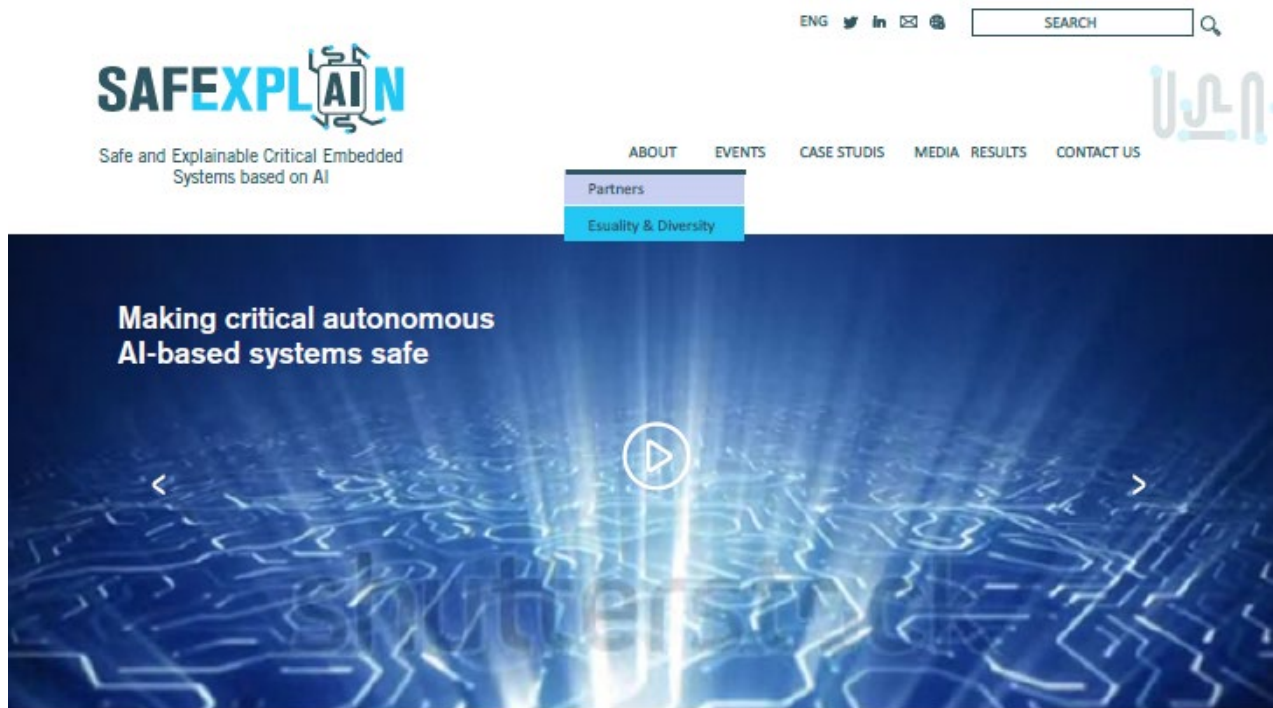 ENG
SEARCH
SAFEXPLAIN
Safe and Explainable Critical Embedded
Systems based on AI
ABOUT EVENTS CASE STUDIS MEDIA RESULTS CONTACT US
Partners
Esuality & Diversity
Making critical autonomous
AI-based systems safe
shutterstock